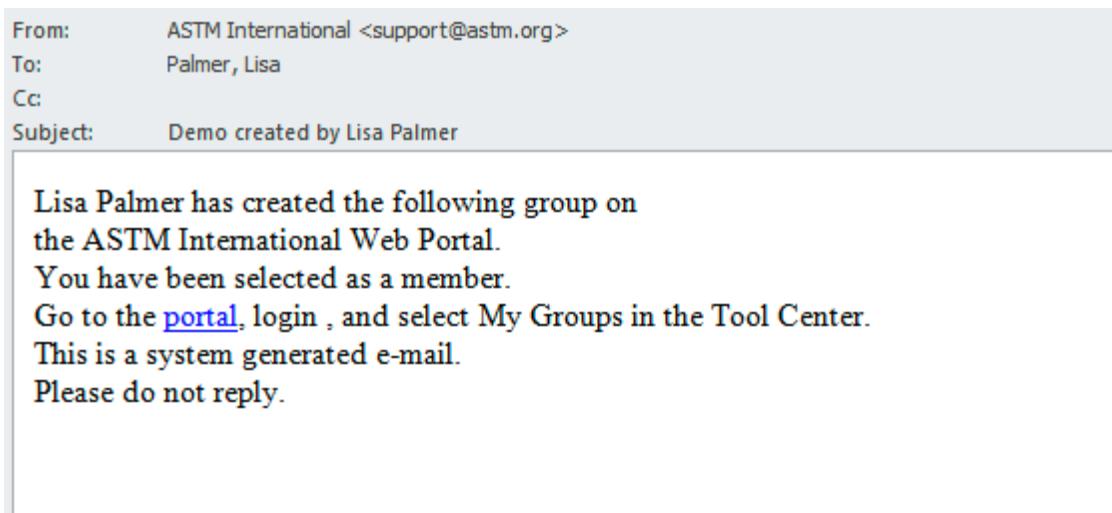 From: ASTM International <support@astm.org>
To: Palmer, Lisa
Cc:
Subject: Demo created by Lisa Palmer
Lisa Palmer has created the following group on
the ASTM International Web Portal.
You have been selected as a member.
Go to the portal, login , and select My Groups in the Tool Center.
This is a system generated e-mail.
Please do not reply.